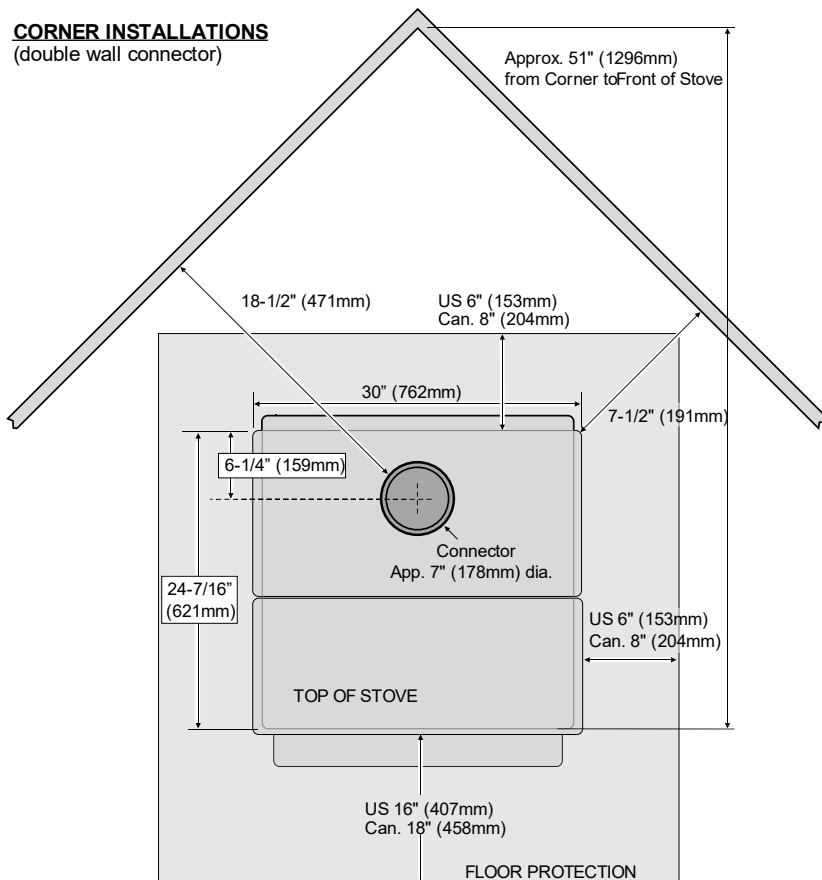 CORNER INSTALLATIONS
(double wall connector)
Approx. 51" (1296mm)
from Corner toFront of Stove
18-1/2" (471mm)
US 6" (153mm)
Can. 8" (204mm)
30” (762mm)
7-1/2" (191mm)
6-1/4” (159mm)
Connector
App. 7" (178mm) dia.
24-7/16”
(621mm)
US 6" (153mm)
Can. 8" (204mm)
TOP OF STOVE
US 16" (407mm)
Can. 18" (458mm)
FLOOR PROTECTION